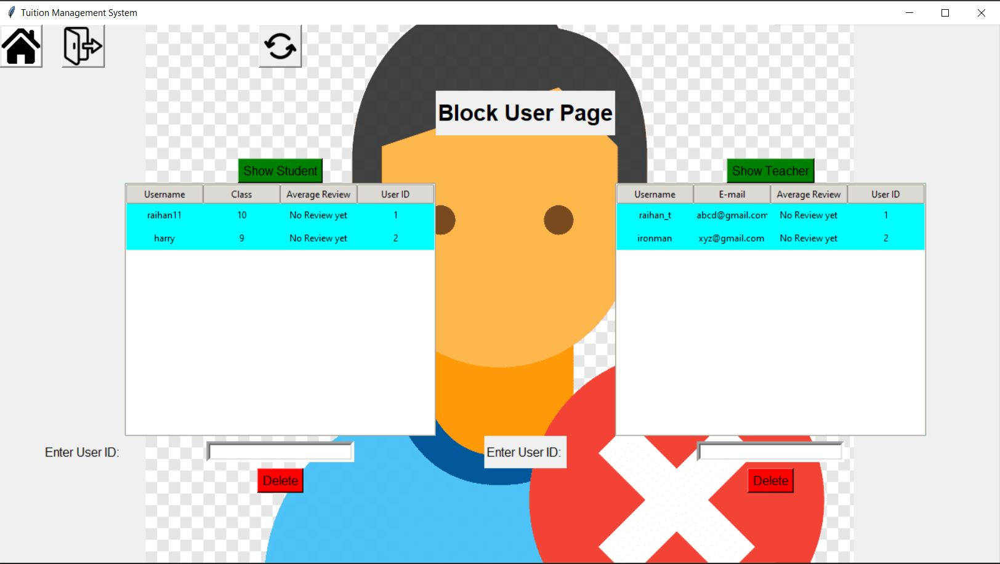 Tuition Management System
Block User Page
Show Student
Username Class Average Review User ID
raihan11 10 No Review yet 1
harry 9 No Review yet 2
Enter User ID:
Delete
Show Teacher
Username E-mail Average Review User ID
raihan_t abcd@gmail.com No Review yet 1
ironman xyz@gmail.com No Review yet 2
Enter User ID:
Delete